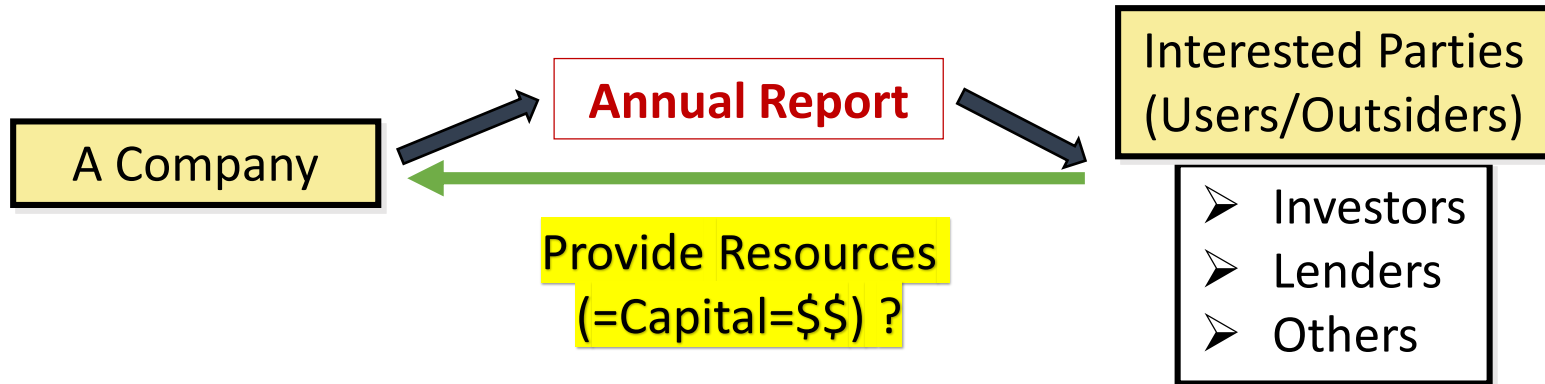 A Company
Annual Report
Provide Resources
(=Capital=$$) ?
Interested Parties
(Users/Outsiders)
➢ Investors
➢ Lenders
➢ Others